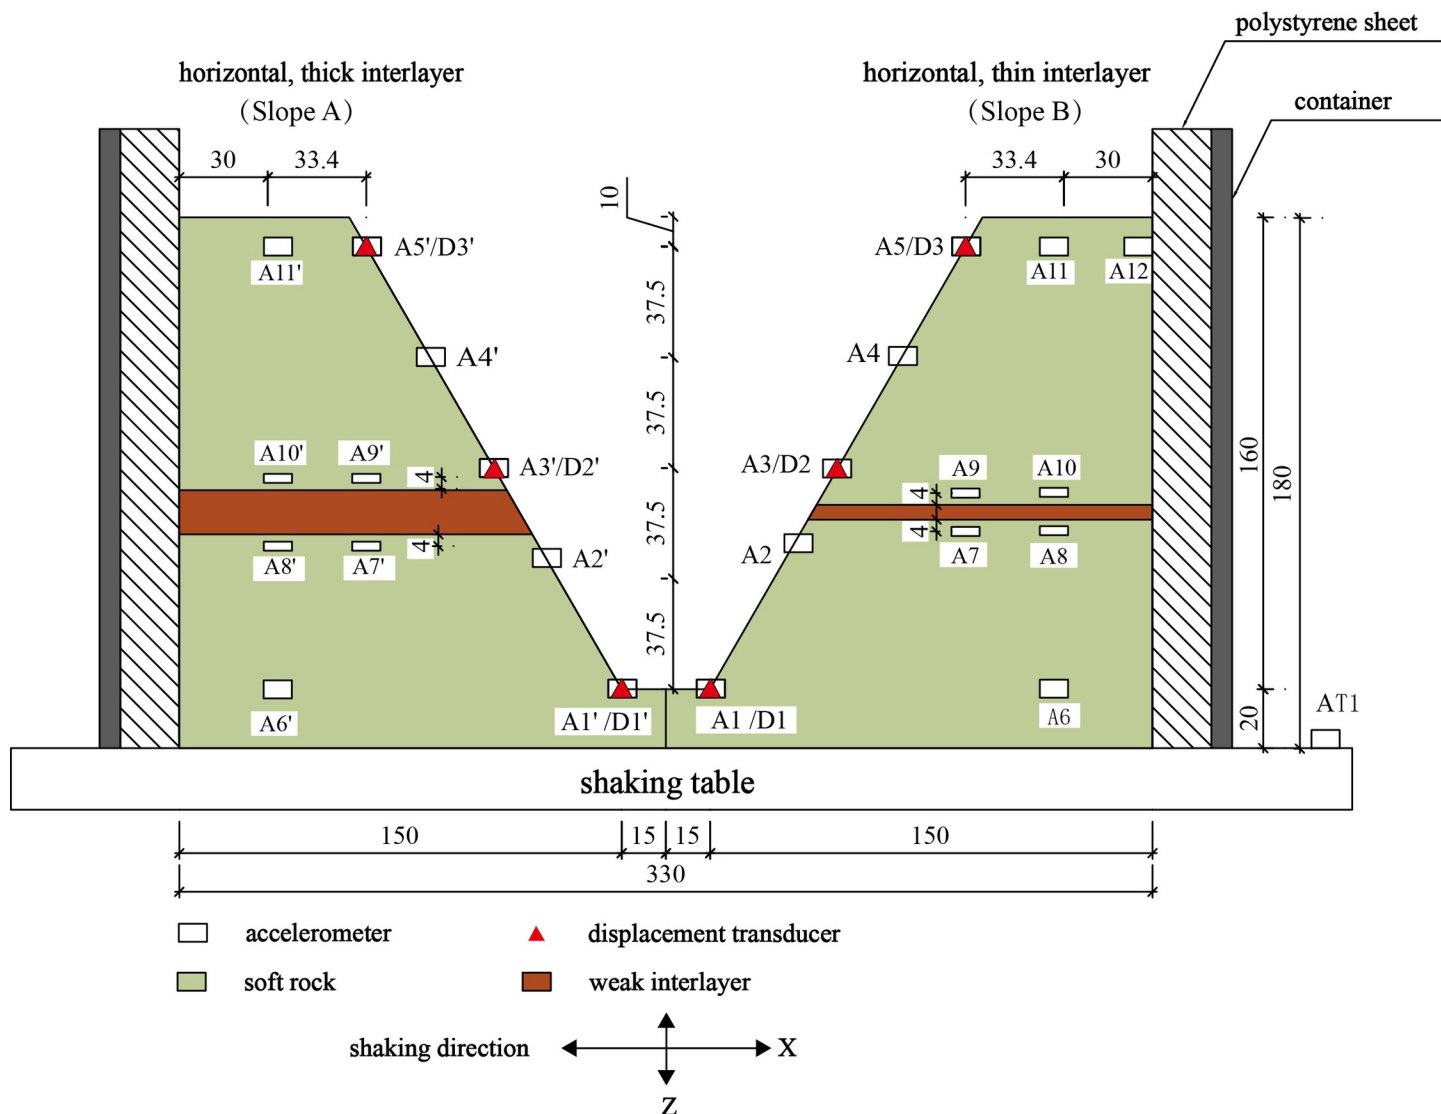 polystyrene sheet
horizontal, thick interlayer
(Slope A)
horizontal, thin interlayer
(Slope B)
container
30
33.4
33.4
30
10
A5'/D3'
A5/D3
A11'
A11
A12
37.5
A4'
A4
37.5
A10'
A9'
A3'/D2'
A3/D2
A9
A10
4
4
160
180
37.5
4
4
A8'
A7'
A2'
A2
A7
A8
37.5
A6'
A1'/D1'
A1/D1
A6
20
AT1
shaking table
150
15
15
150
330
accelerometer
displacement transducer
soft rock
weak interlayer
shaking direction
X
Z